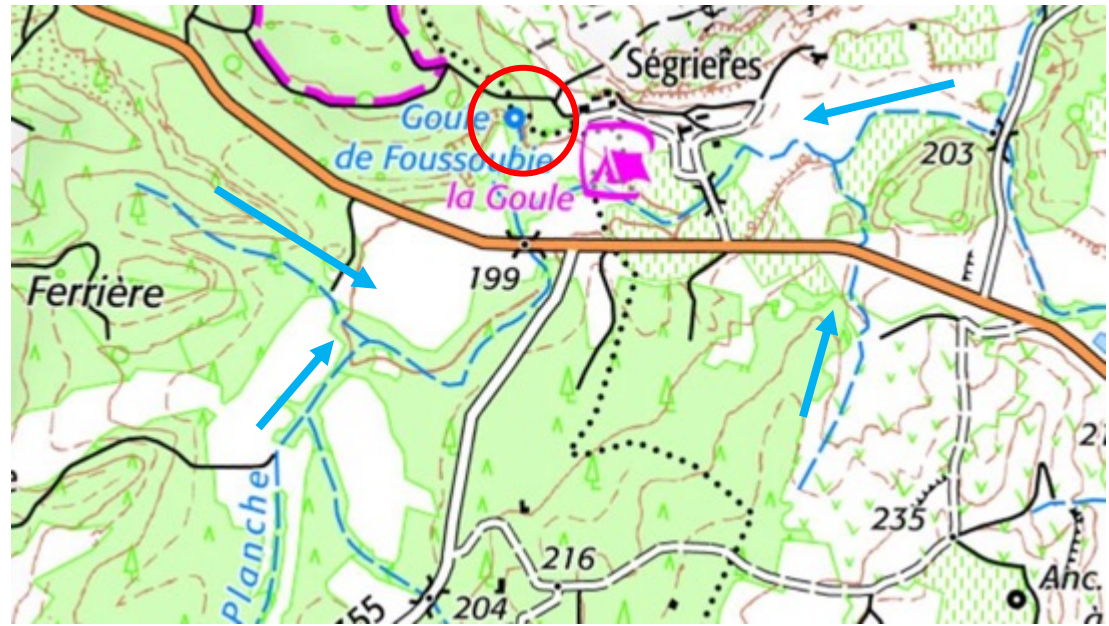 Ségrieres
Goule
de Foussoubie
la Goule
203
199
Ferrière
235
216
Planche
204
Anc.